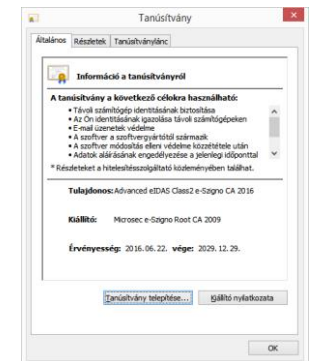 Tanúsítvány
Általános Részletek Tanúsítványlánc
Információ a tanúsítványról
A tanúsítvány a következő célokra használható:
• Távoli számítógép identitásának biztosítása
• Az Ön identitásának igazolása távoli számítógépeken
• E-mail üzenetek védelme
• A szoftver a szoftvergyártótól származik
• A szoftver módosítás elleni védelme közzététele után
• Adatok aláírásának engedélyezése a jelenlegi időponttal
* Részleteket a hitelesítésszolgáltató közleményében találhat.
Tulajdonos: Advanced eIDAS Class2 e-Szigno CA 2016
Kiállító: Microsec e-Szigno Root CA 2009
Érvényesség: 2016. 06. 22. vége: 2029. 12. 29.
Tanúsítvány telepítése... Kiállító nyilatkozata
OK